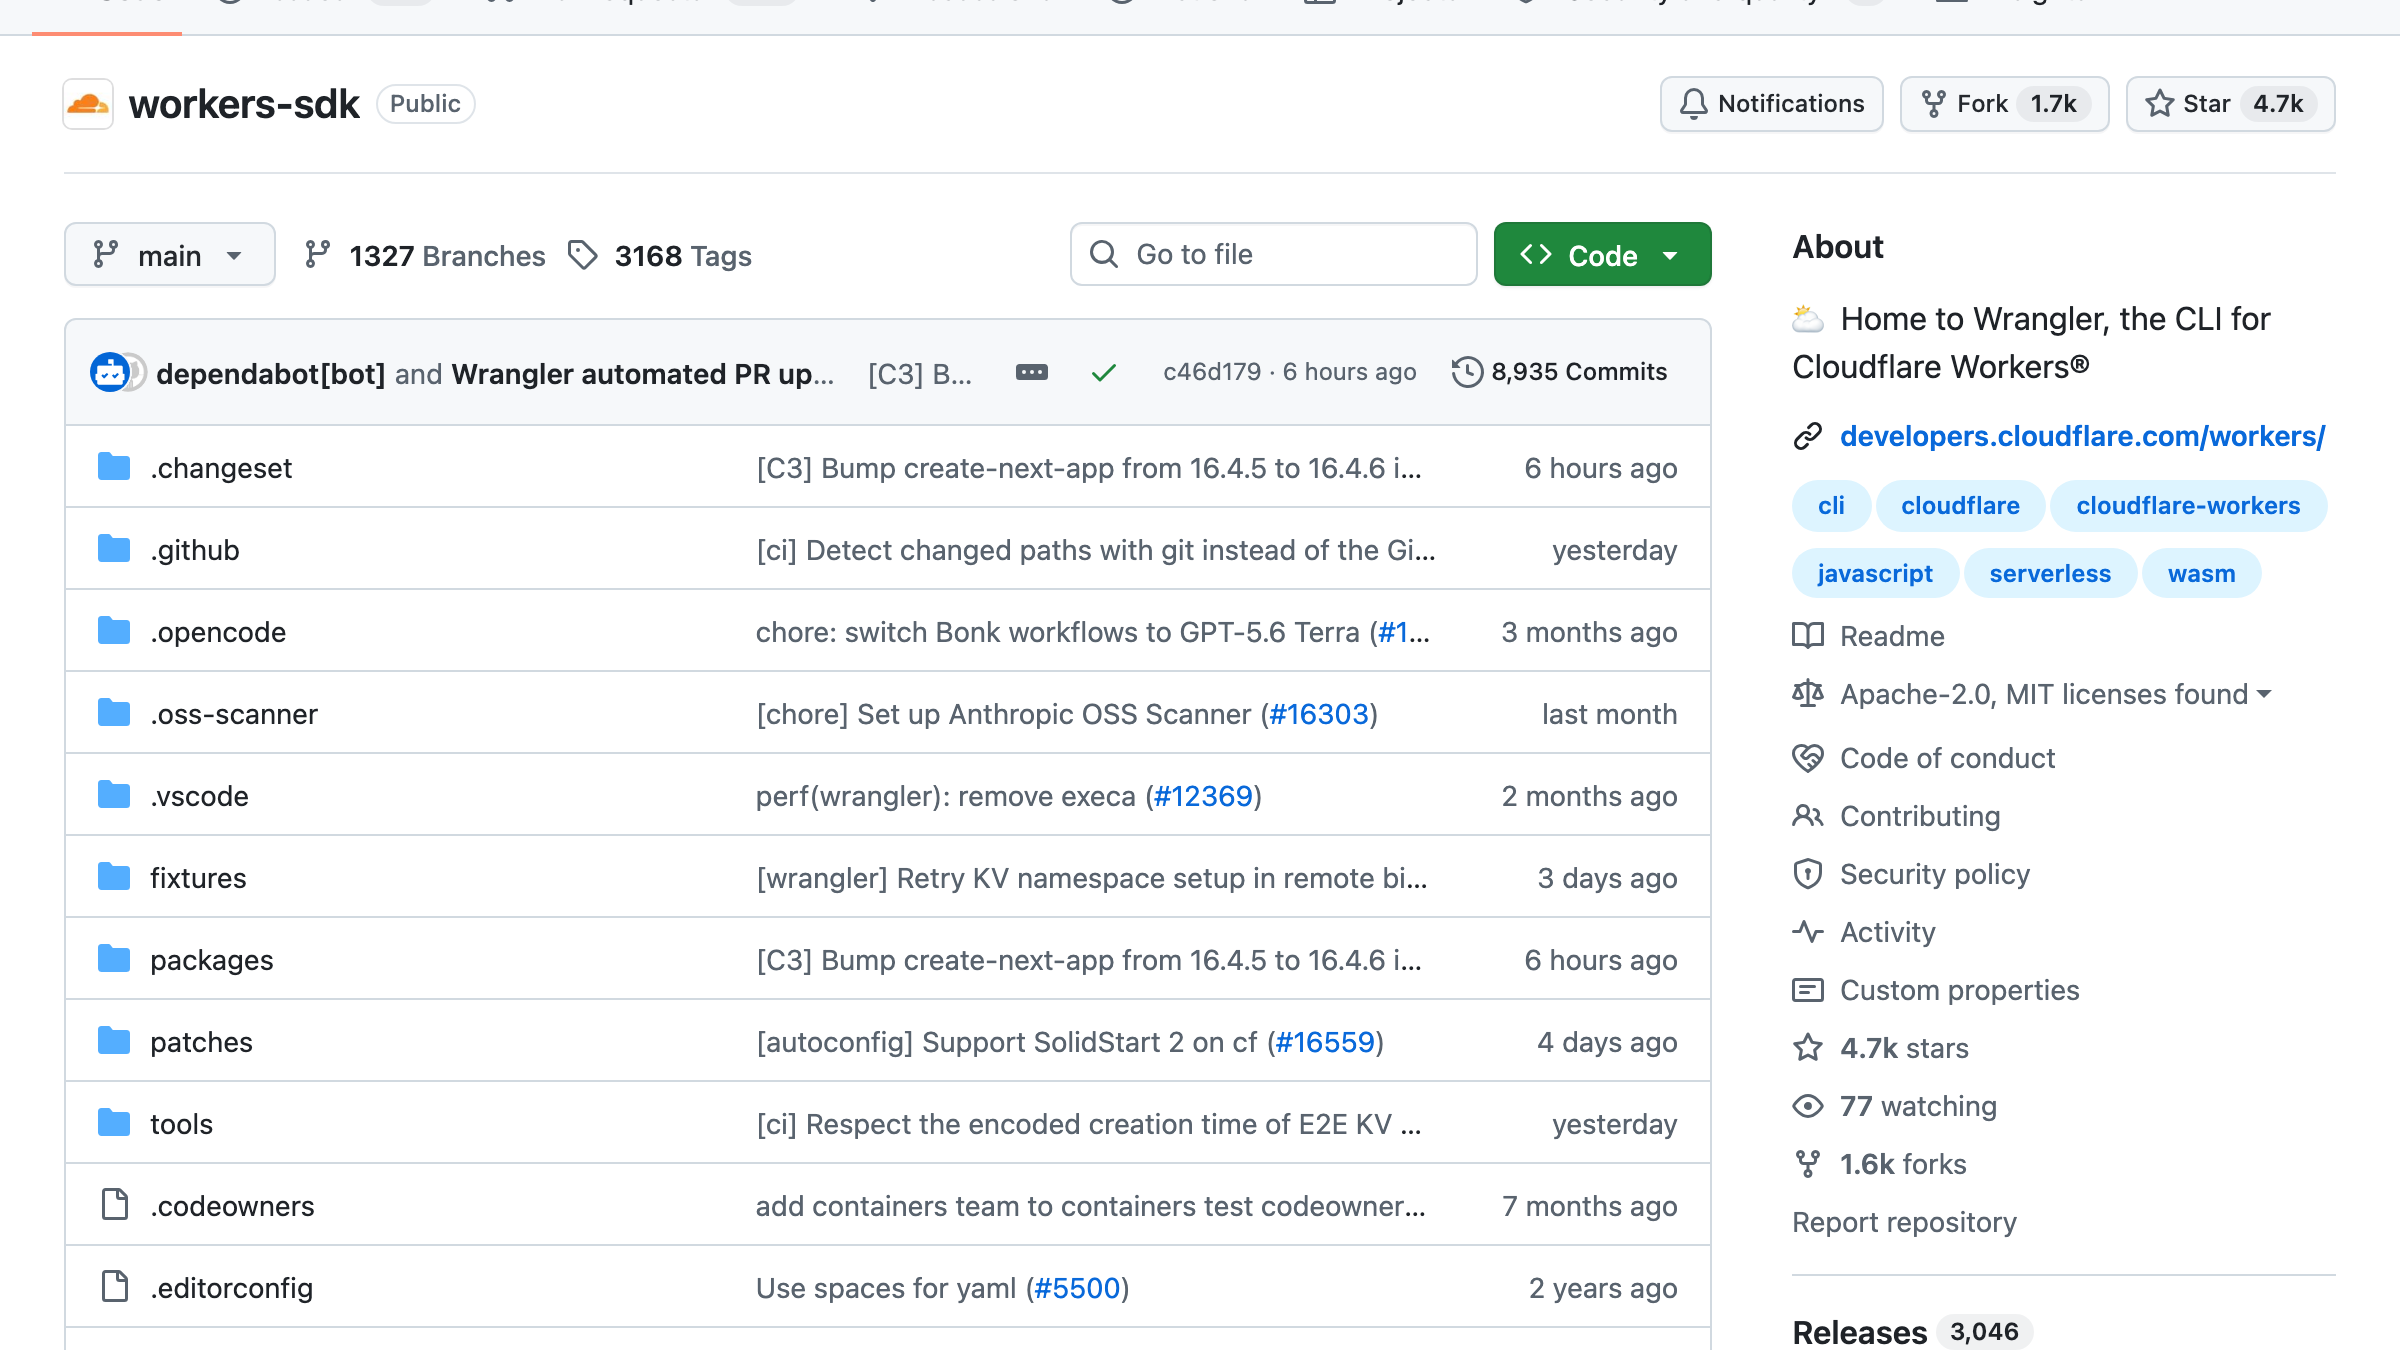 workers-sdk Public
Notifications Fork 1.7k Star 4.7k
main 1327 Branches 3168 Tags
Go to file
Code
dependabot[bot] and Wrangler automated PR up... [C3] B... c46d179 · 6 hours ago 8,935 Commits
.changeset [C3] Bump create-next-app from 16.4.5 to 16.4.6 i... 6 hours ago
.github [ci] Detect changed paths with git instead of the Gi... yesterday
.opencode chore: switch Bonk workflows to GPT-5.6 Terra (#1... 3 months ago
.oss-scanner [chore] Set up Anthropic OSS Scanner (#16303) last month
.vscode perf(wrangler): remove execa (#12369) 2 months ago
fixtures [wrangler] Retry KV namespace setup in remote bi... 3 days ago
packages [C3] Bump create-next-app from 16.4.5 to 16.4.6 i... 6 hours ago
patches [autoconfig] Support SolidStart 2 on cf (#16559) 4 days ago
tools [ci] Respect the encoded creation time of E2E KV ... yesterday
.codeowners add containers team to containers test codeowner... 7 months ago
.editorconfig Use spaces for yaml (#5500) 2 years ago
About
Home to Wrangler, the CLI for
Cloudflare Workers®
developers.cloudflare.com/workers/
cli cloudflare cloudflare-workers
javascript serverless wasm
Readme
Apache-2.0, MIT licenses found
Code of conduct
Contributing
Security policy
Activity
Custom properties
4.7k stars
77 watching
1.6k forks
Report repository
Releases 3,046